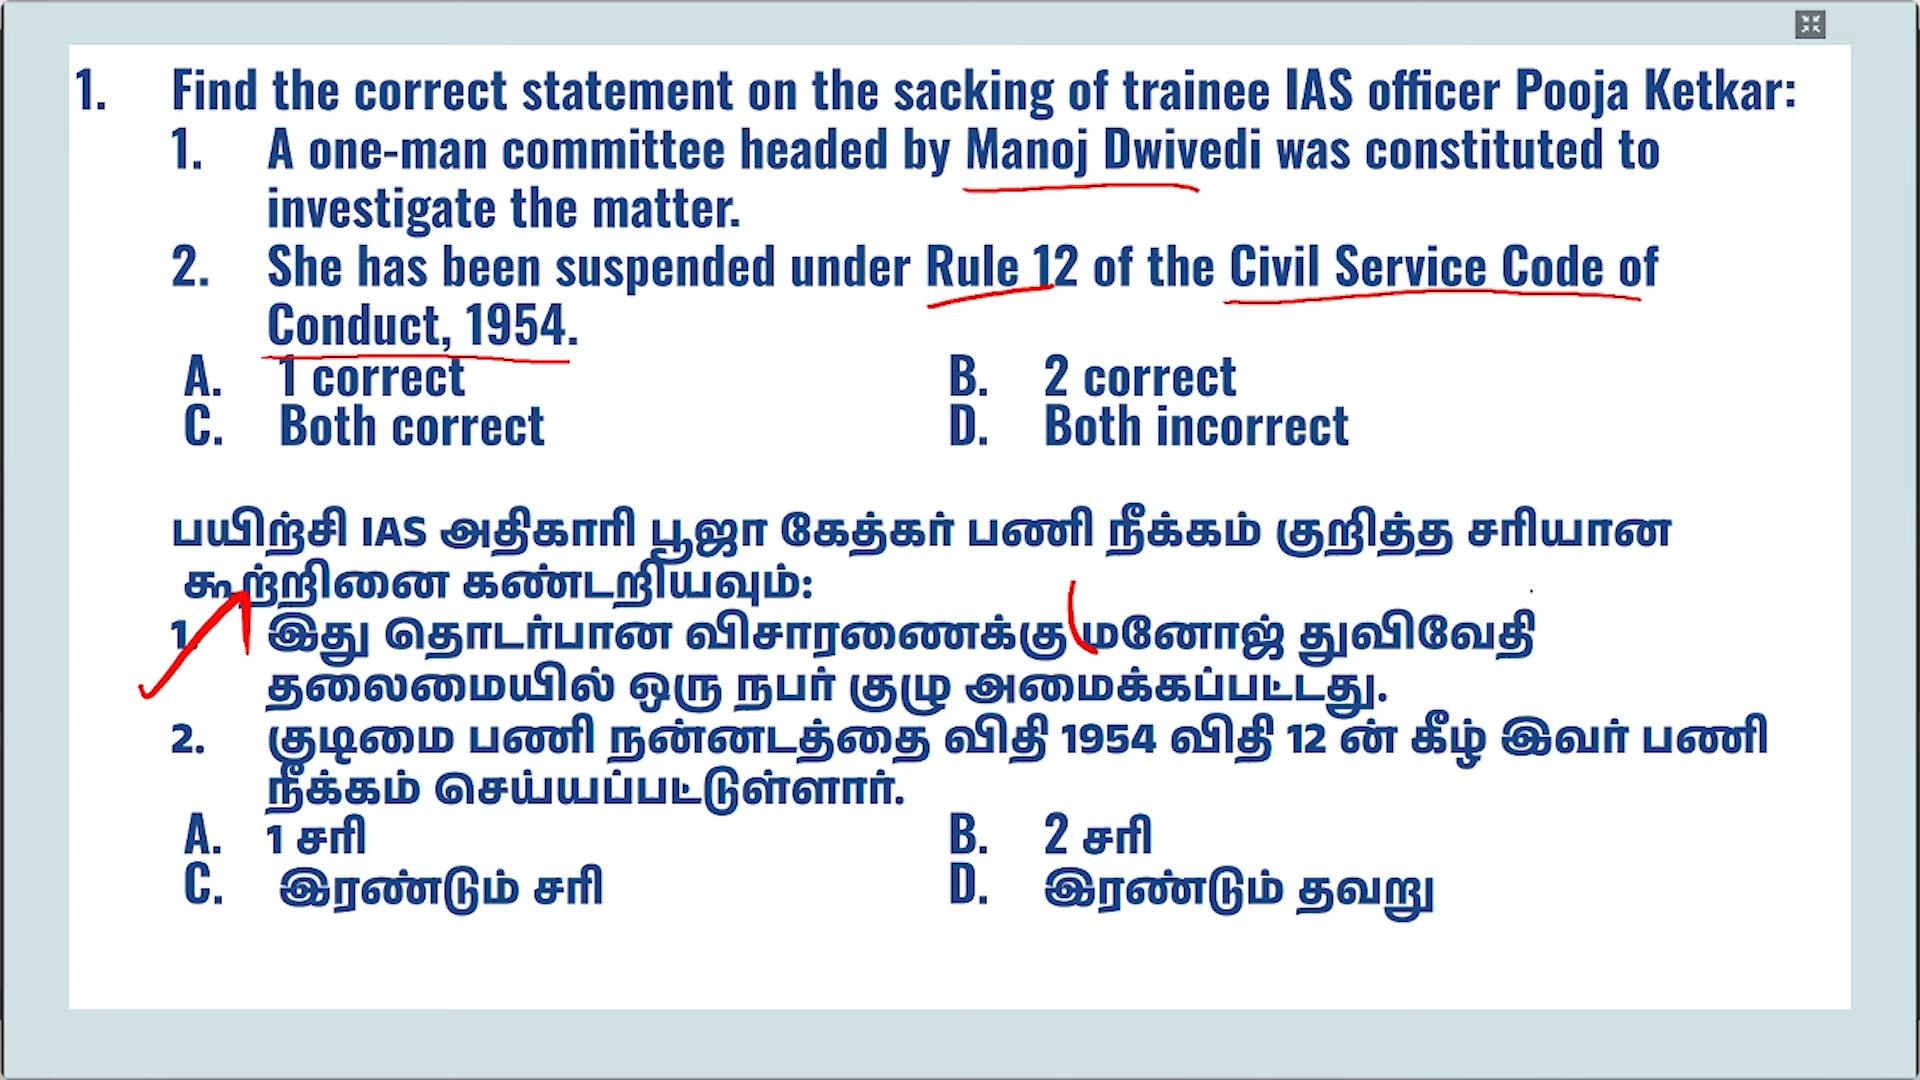 1. Find the correct statement on the sacking of trainee IAS officer Pooja Ketkar:
1. A one-man committee headed by Manoj Dwivedi was constituted to
investigate the matter.
2. She has been suspended under Rule 12 of the Civil Service Code of
Conduct, 1954.
A. 1 correct B. 2 correct
C. Both correct D. Both incorrect
பயிற்சி IAS அதிகாரி பூஜா கேத்கர் பணி நீக்கம் குறித்த சரியான
கூற்றினை கண்டறியவும்:
1. இது தொடர்பான விசாரணைக்கு மனோஜ் துவிவேதி
தலைமையில் ஒரு நபர் குழு அமைக்கப்பட்டது.
2. குடிமை பணி நன்னடத்தை விதி 1954 விதி 12 ன் கீழ் இவர் பணி
நீக்கம் செய்யப்பட்டுள்ளார்.
A. 1 சரி B. 2 சரி
C. இரண்டும் சரி D. இரண்டும் தவறு